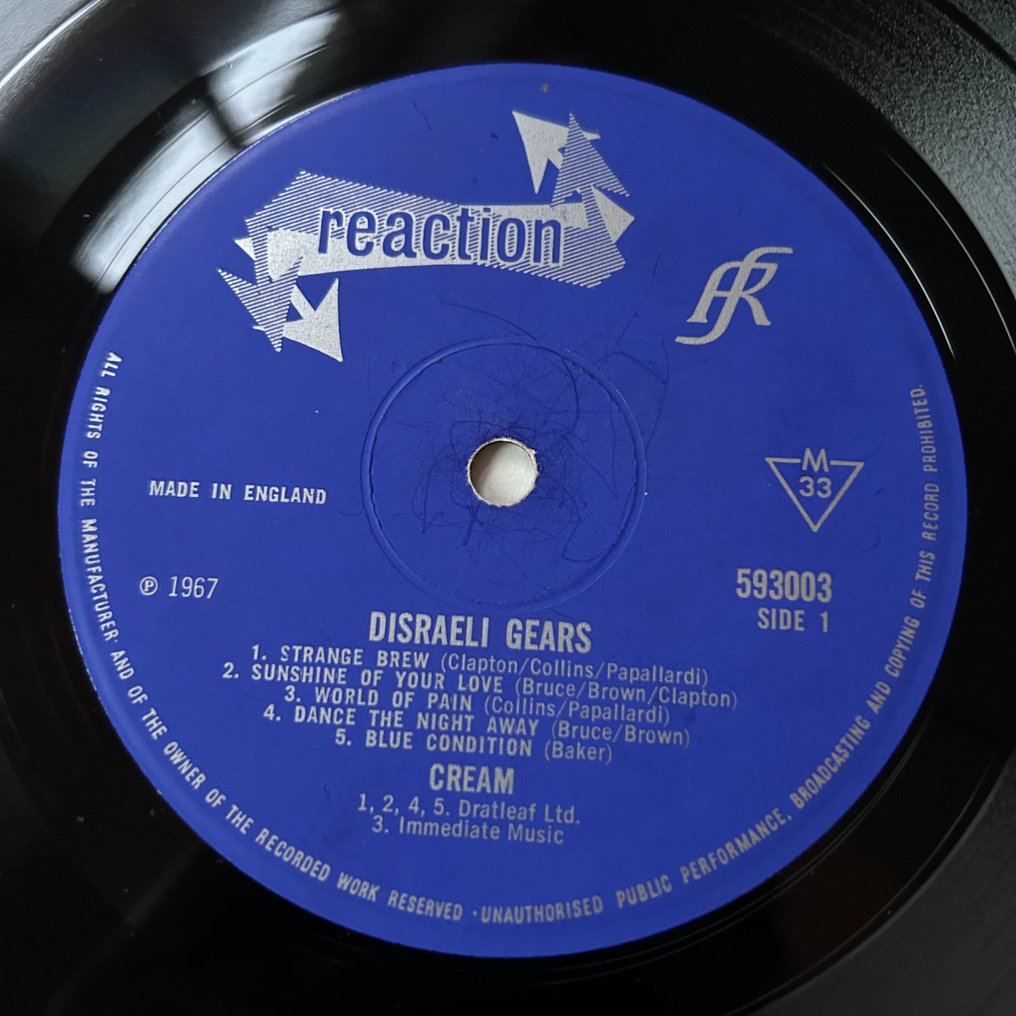 reaction
R
M
33
MADE IN ENGLAND
℗ 1967
593003
SIDE 1
DISRAELI GEARS
1. STRANGE BREW (Clapton/Collins/Papallardi)
2. SUNSHINE OF YOUR LOVE (Bruce/Brown/Clapton)
3. WORLD OF PAIN (Collins/Papallardi)
4. DANCE THE NIGHT AWAY (Bruce/Brown)
5. BLUE CONDITION (Baker)
CREAM
1, 2, 4, 5. Dratleaf Ltd.
3. Immediate Music
ALL RIGHTS OF THE MANUFACTURER AND OF THE OWNER OF THE RECORDED WORK RESERVED · UNAUTHORISED PUBLIC PERFORMANCE, BROADCASTING AND COPYING OF THIS RECORD PROHIBITED.